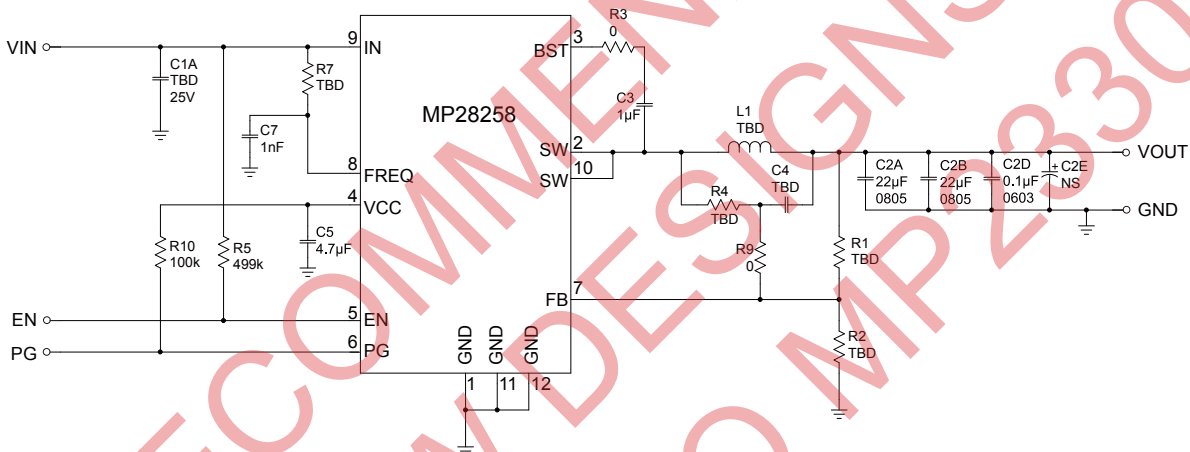 VIN
9
IN
C1A
TBD
25V
R7
TBD
C7
1nF
8
FREQ
4
VCC
C5
4.7µF
R10
100k
R5
499k
EN
5
EN
PG
6
PG
MP28258
GND
GND
GND
1
11
12
BST
3
R3
0
C3
1µF
SW
2
SW
10
L1
TBD
R4
TBD
C4
TBD
R9
0
FB
7
R1
TBD
R2
TBD
C2A
22µF
0805
C2B
22µF
0805
C2D
0.1µF
0603
+
C2E
NS
VOUT
GND
ECOMMEN
W DESIGNS
O MP2330